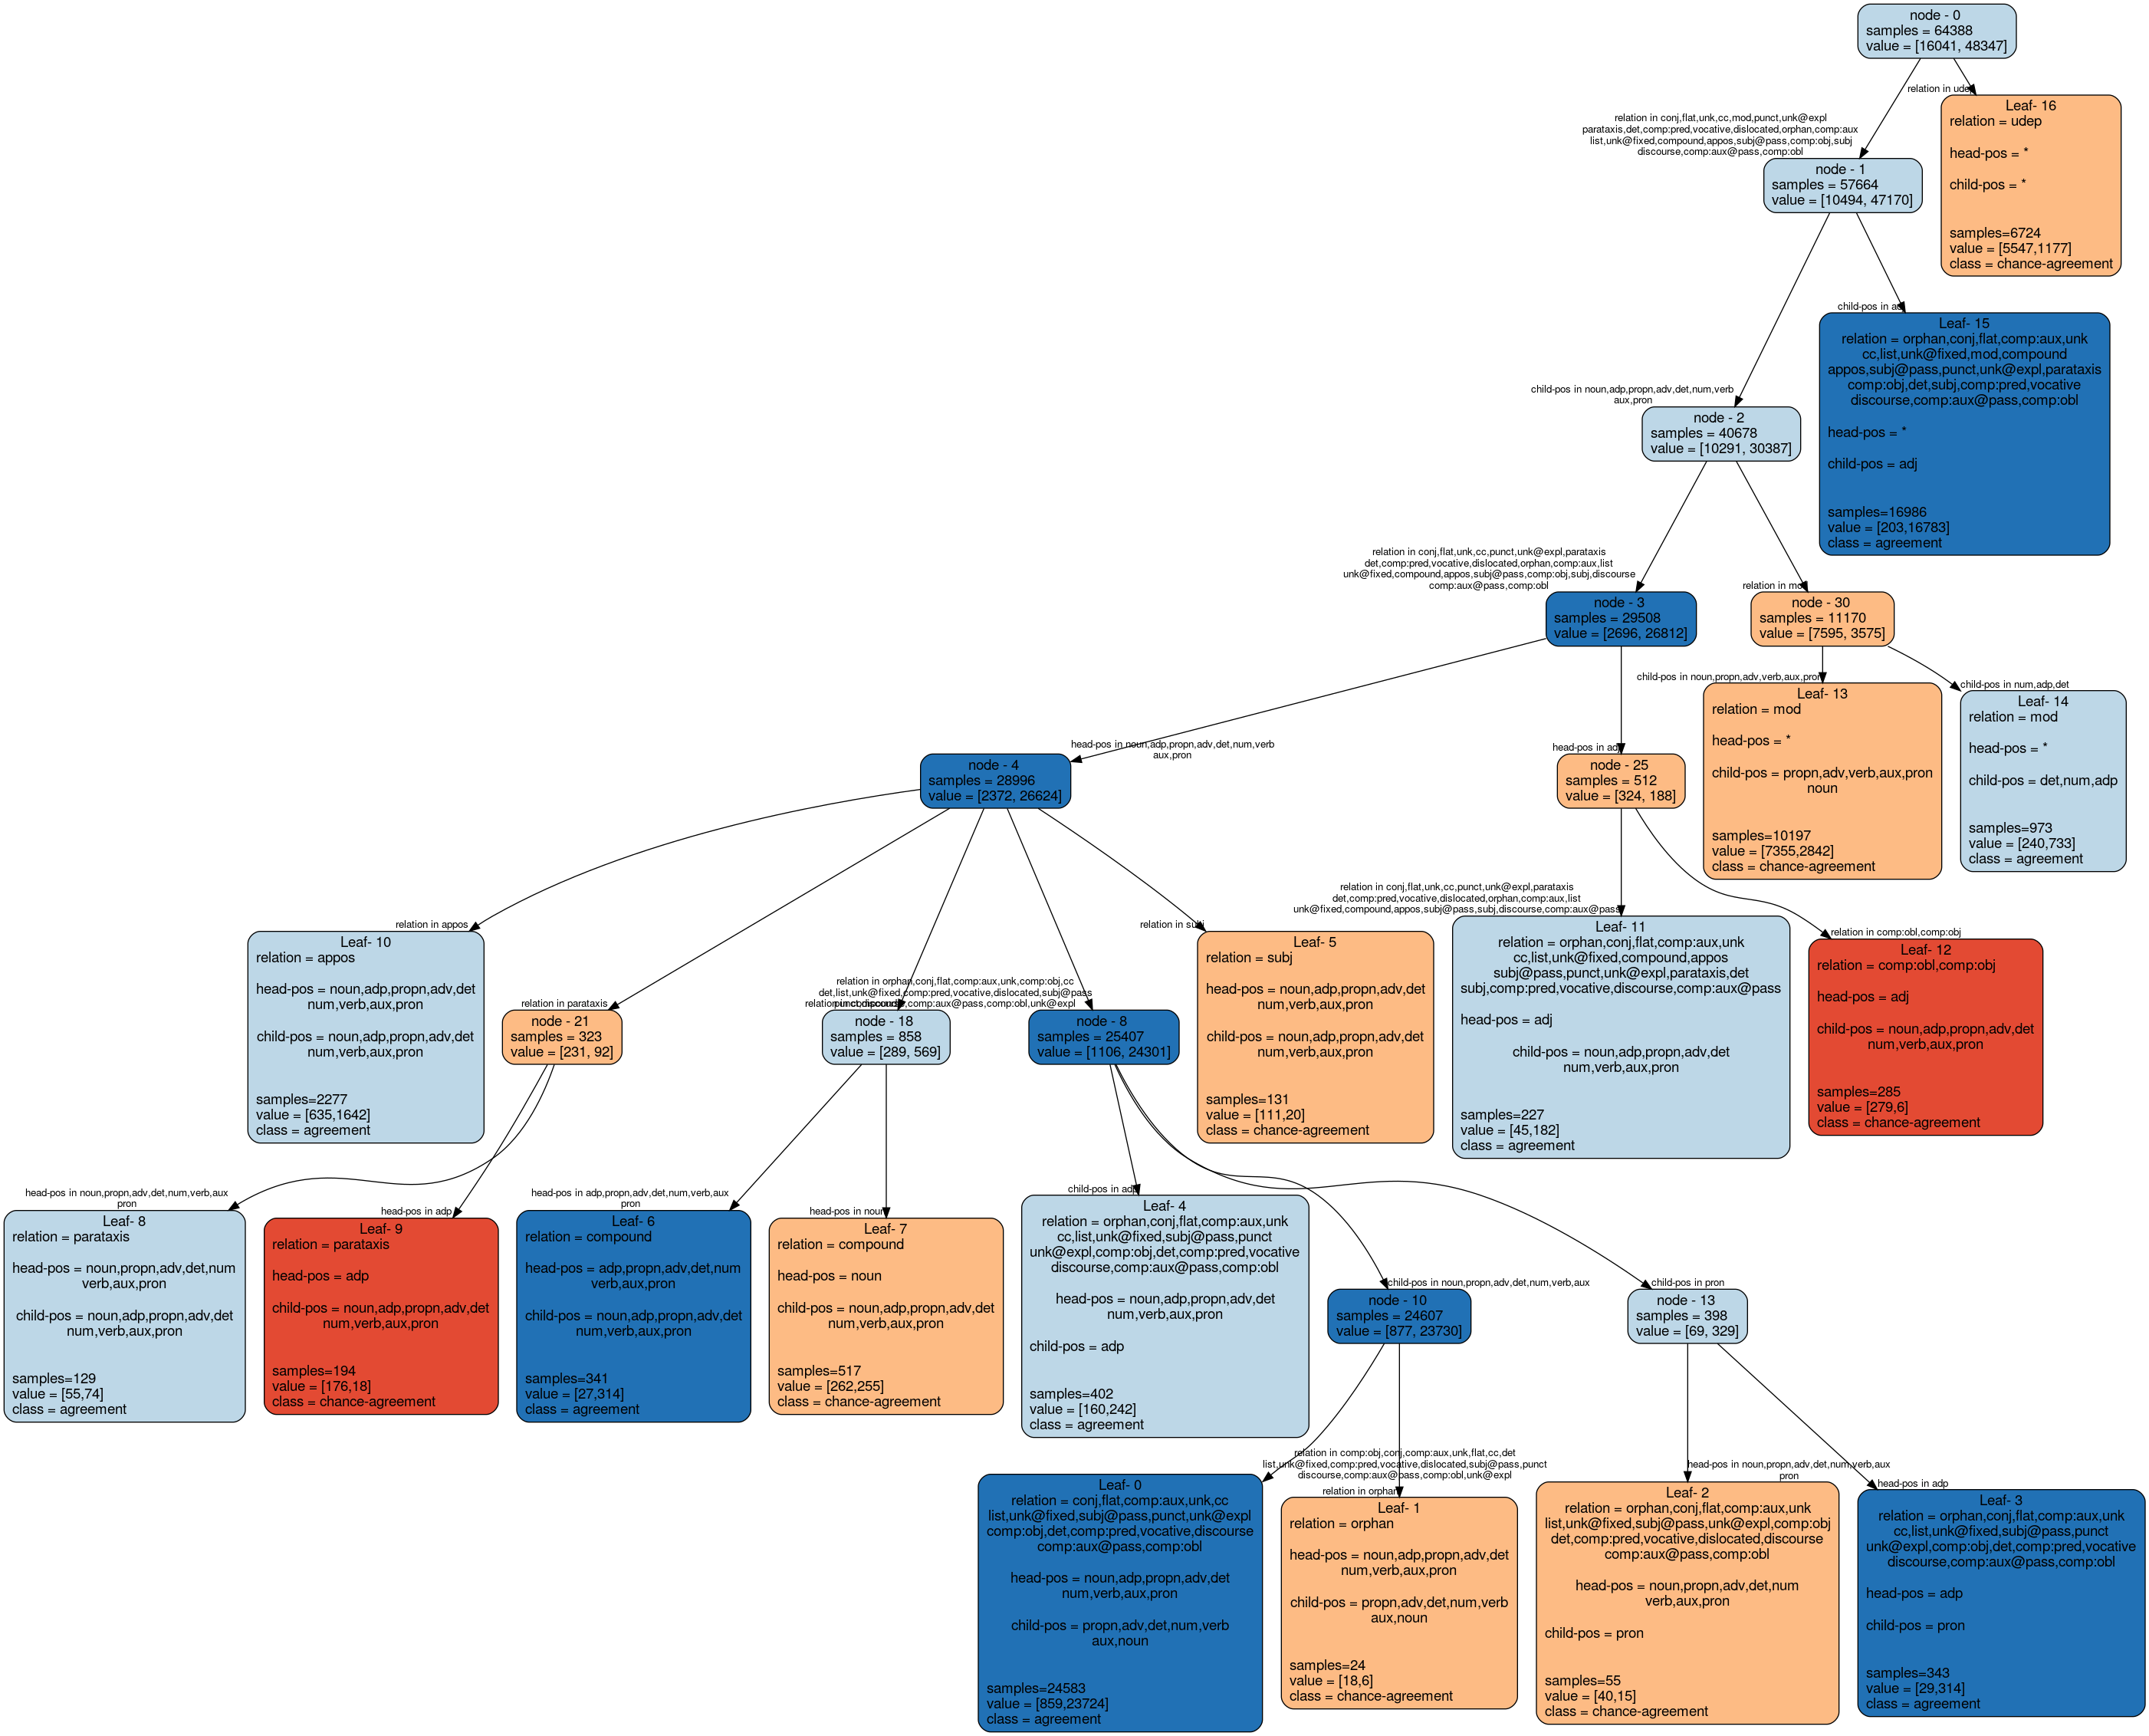 node - 0
samples = 64388
value = [16041, 48347]
relation in ude
Leaf- 16
relation = udep
head-pos = *
child-pos = *
samples=6724
value = [5547,1177]
class = chance-agreement
relation in conj,flat,unk,cc,mod,punct,unk@expl
parataxis,det,comp:pred,vocative,dislocated,orphan,comp:aux
list,unk@fixed,compound,appos,subj@pass,comp:obj,subj
discourse,comp:aux@pass,comp:obl
node - 1
samples = 57664
value = [10494, 47170]
child-pos in adj
Leaf- 15
relation = orphan,conj,flat,comp:aux,unk
cc,list,unk@fixed,mod,compound
appos,subj@pass,punct,unk@expl,parataxis
comp:obj,det,subj,comp:pred,vocative
discourse,comp:aux@pass,comp:obl
head-pos = *
child-pos = adj
samples=16986
value = [203,16783]
class = agreement
child-pos in noun,adp,propn,adv,det,num,verb
aux,pron
node - 2
samples = 40678
value = [10291, 30387]
relation in conj,flat,unk,cc,punct,unk@expl,parataxis
det,comp:pred,vocative,dislocated,orphan,comp:aux,list
unk@fixed,compound,appos,subj@pass,comp:obj,subj,discourse
comp:aux@pass,comp:obl
node - 3
samples = 29508
value = [2696, 26812]
relation in mod
node - 30
samples = 11170
value = [7595, 3575]
child-pos in noun,propn,adv,verb,aux,pron
Leaf- 13
relation = mod
head-pos = *
child-pos = propn,adv,verb,aux,pron
noun
samples=10197
value = [7355,2842]
class = chance-agreement
child-pos in num,adp,det
Leaf- 14
relation = mod
head-pos = *
child-pos = det,num,adp
samples=973
value = [240,733]
class = agreement
head-pos in noun,adp,propn,adv,det,num,verb
aux,pron
node - 4
samples = 28996
value = [2372, 26624]
head-pos in adj
node - 25
samples = 512
value = [324, 188]
relation in appos
Leaf- 10
relation = appos
head-pos = noun,adp,propn,adv,det
num,verb,aux,pron
child-pos = noun,adp,propn,adv,det
num,verb,aux,pron
samples=2277
value = [635,1642]
class = agreement
relation in parataxis
node - 21
samples = 323
value = [231, 92]
relation in compound
node - 18
samples = 858
value = [289, 569]
relation in orphan,conj,flat,comp:aux,unk,comp:obj,cc
det,list,unk@fixed,comp:pred,vocative,dislocated,subj@pass
punct,discourse,comp:aux@pass,comp:obl,unk@expl
node - 8
samples = 25407
value = [1106, 24301]
relation in subj
Leaf- 5
relation = subj
head-pos = noun,adp,propn,adv,det
num,verb,aux,pron
child-pos = noun,adp,propn,adv,det
num,verb,aux,pron
samples=131
value = [111,20]
class = chance-agreement
relation in conj,flat,unk,cc,punct,unk@expl,parataxis
det,comp:pred,vocative,dislocated,orphan,comp:aux,list
unk@fixed,compound,appos,subj@pass,subj,discourse,comp:aux@pass
Leaf- 11
relation = orphan,conj,flat,comp:aux,unk
cc,list,unk@fixed,compound,appos
subj@pass,punct,unk@expl,parataxis,det
subj,comp:pred,vocative,discourse,comp:aux@pass
head-pos = adj
child-pos = noun,adp,propn,adv,det
num,verb,aux,pron
samples=227
value = [45,182]
class = agreement
relation in comp:obl,comp:obj
Leaf- 12
relation = comp:obl,comp:obj
head-pos = adj
child-pos = noun,adp,propn,adv,det
num,verb,aux,pron
samples=285
value = [279,6]
class = chance-agreement
head-pos in noun,propn,adv,det,num,verb,aux
pron
Leaf- 8
relation = parataxis
head-pos = noun,propn,adv,det,num
verb,aux,pron
child-pos = noun,adp,propn,adv,det
num,verb,aux,pron
samples=129
value = [55,74]
class = agreement
head-pos in adp
Leaf- 9
relation = parataxis
head-pos = adp
child-pos = noun,adp,propn,adv,det
num,verb,aux,pron
samples=194
value = [176,18]
class = chance-agreement
head-pos in adp,propn,adv,det,num,verb,aux
pron
Leaf- 6
relation = compound
head-pos = adp,propn,adv,det,num
verb,aux,pron
child-pos = noun,adp,propn,adv,det
num,verb,aux,pron
samples=341
value = [27,314]
class = agreement
head-pos in noun
Leaf- 7
relation = compound
head-pos = noun
child-pos = noun,adp,propn,adv,det
num,verb,aux,pron
samples=517
value = [262,255]
class = chance-agreement
child-pos in adp
Leaf- 4
relation = orphan,conj,flat,comp:aux,unk
cc,list,unk@fixed,subj@pass,punct
unk@expl,comp:obj,det,comp:pred,vocative
discourse,comp:aux@pass,comp:obl
head-pos = noun,adp,propn,adv,det
num,verb,aux,pron
child-pos = adp
samples=402
value = [160,242]
class = agreement
child-pos in noun,propn,adv,det,num,verb,aux
node - 10
samples = 24607
value = [877, 23730]
child-pos in pron
node - 13
samples = 398
value = [69, 329]
relation in comp:obj,conj,comp:aux,unk,flat,cc,det
list,unk@fixed,comp:pred,vocative,dislocated,subj@pass,punct
discourse,comp:aux@pass,comp:obl,unk@expl
Leaf- 0
relation = conj,flat,comp:aux,unk,cc
list,unk@fixed,subj@pass,punct,unk@expl
comp:obj,det,comp:pred,vocative,discourse
comp:aux@pass,comp:obl
head-pos = noun,adp,propn,adv,det
num,verb,aux,pron
child-pos = propn,adv,det,num,verb
aux,noun
samples=24583
value = [859,23724]
class = agreement
relation in orphan
Leaf- 1
relation = orphan
head-pos = noun,adp,propn,adv,det
num,verb,aux,pron
child-pos = propn,adv,det,num,verb
aux,noun
samples=24
value = [18,6]
class = chance-agreement
head-pos in noun,propn,adv,det,num,verb,aux
pron
Leaf- 2
relation = orphan,conj,flat,comp:aux,unk
list,unk@fixed,subj@pass,unk@expl,comp:obj
det,comp:pred,vocative,dislocated,discourse
comp:aux@pass,comp:obl
head-pos = noun,propn,adv,det,num
verb,aux,pron
child-pos = pron
samples=55
value = [40,15]
class = chance-agreement
head-pos in adp
Leaf- 3
relation = orphan,conj,flat,comp:aux,unk
cc,list,unk@fixed,subj@pass,punct
unk@expl,comp:obj,det,comp:pred,vocative
discourse,comp:aux@pass,comp:obl
head-pos = adp
child-pos = pron
samples=343
value = [29,314]
class = agreement